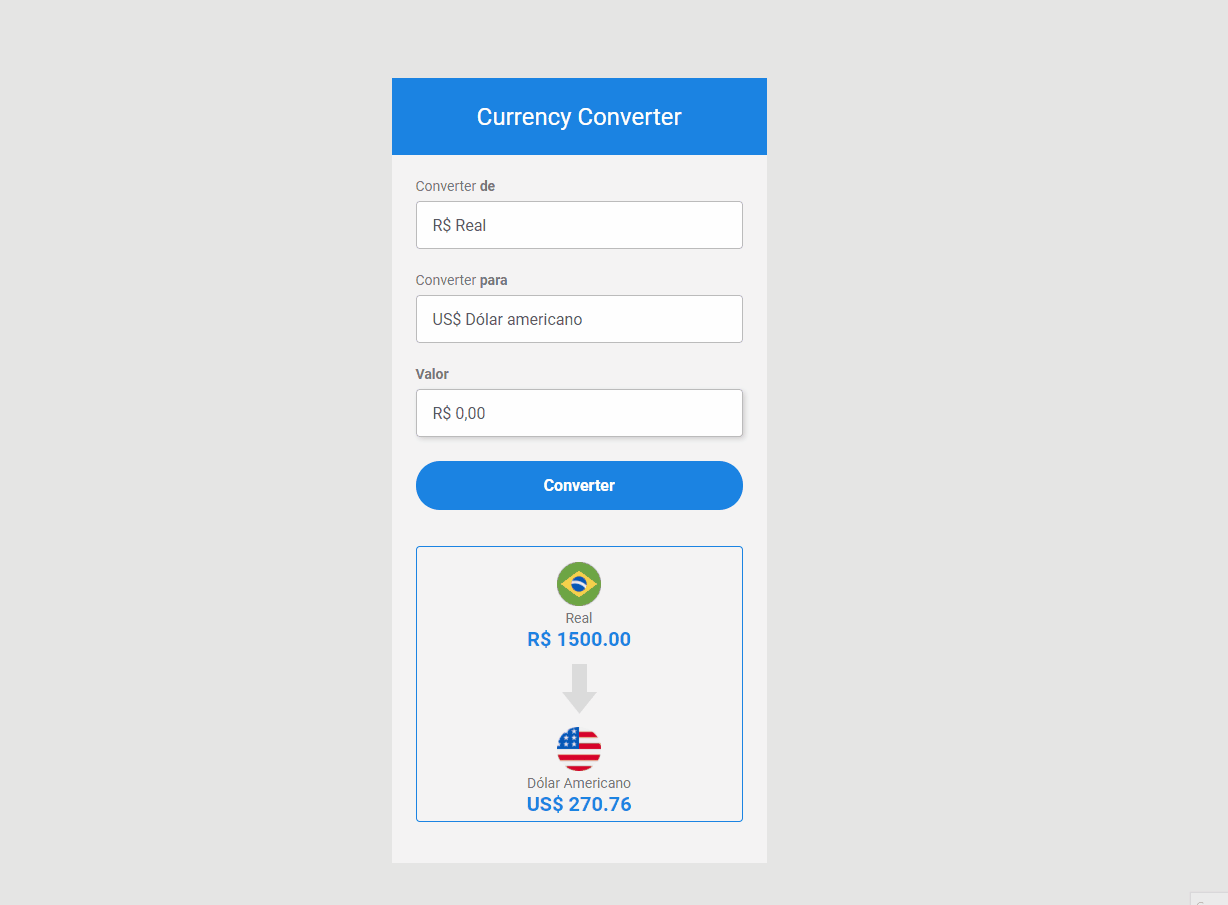 Currency Converter
Converter de
R$ Real
Converter para
US$ Dólar americano
Valor
R$ 0,00
Converter
Real
R$ 1500.00
Dólar Americano
US$ 270.76